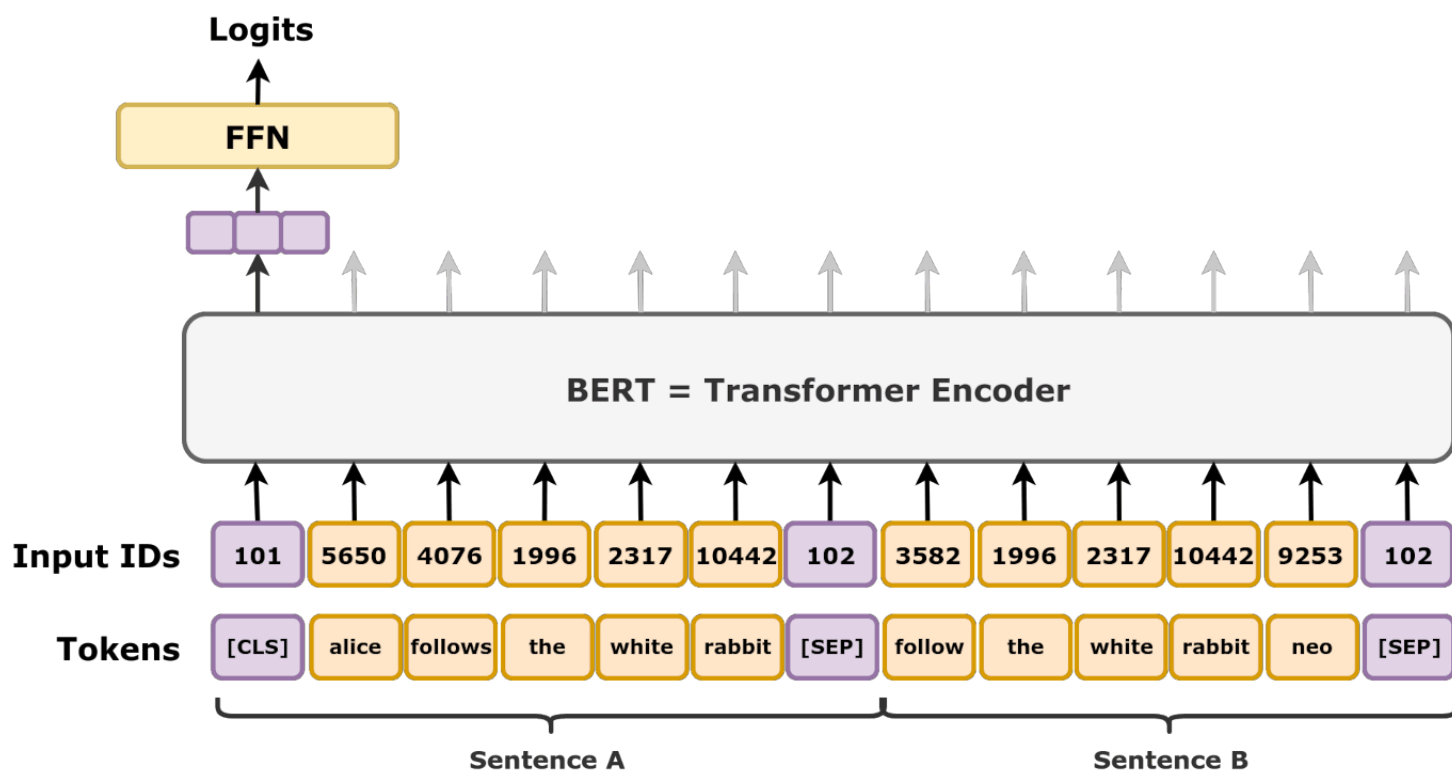 Logits
FFN
BERT = Transformer Encoder
Input IDs 101 5650 4076 1996 2317 10442 102 3582 1996 2317 10442 9253 102
Tokens [CLS] alice follows the white rabbit [SEP] follow the white rabbit neo [SEP]
Sentence A Sentence B